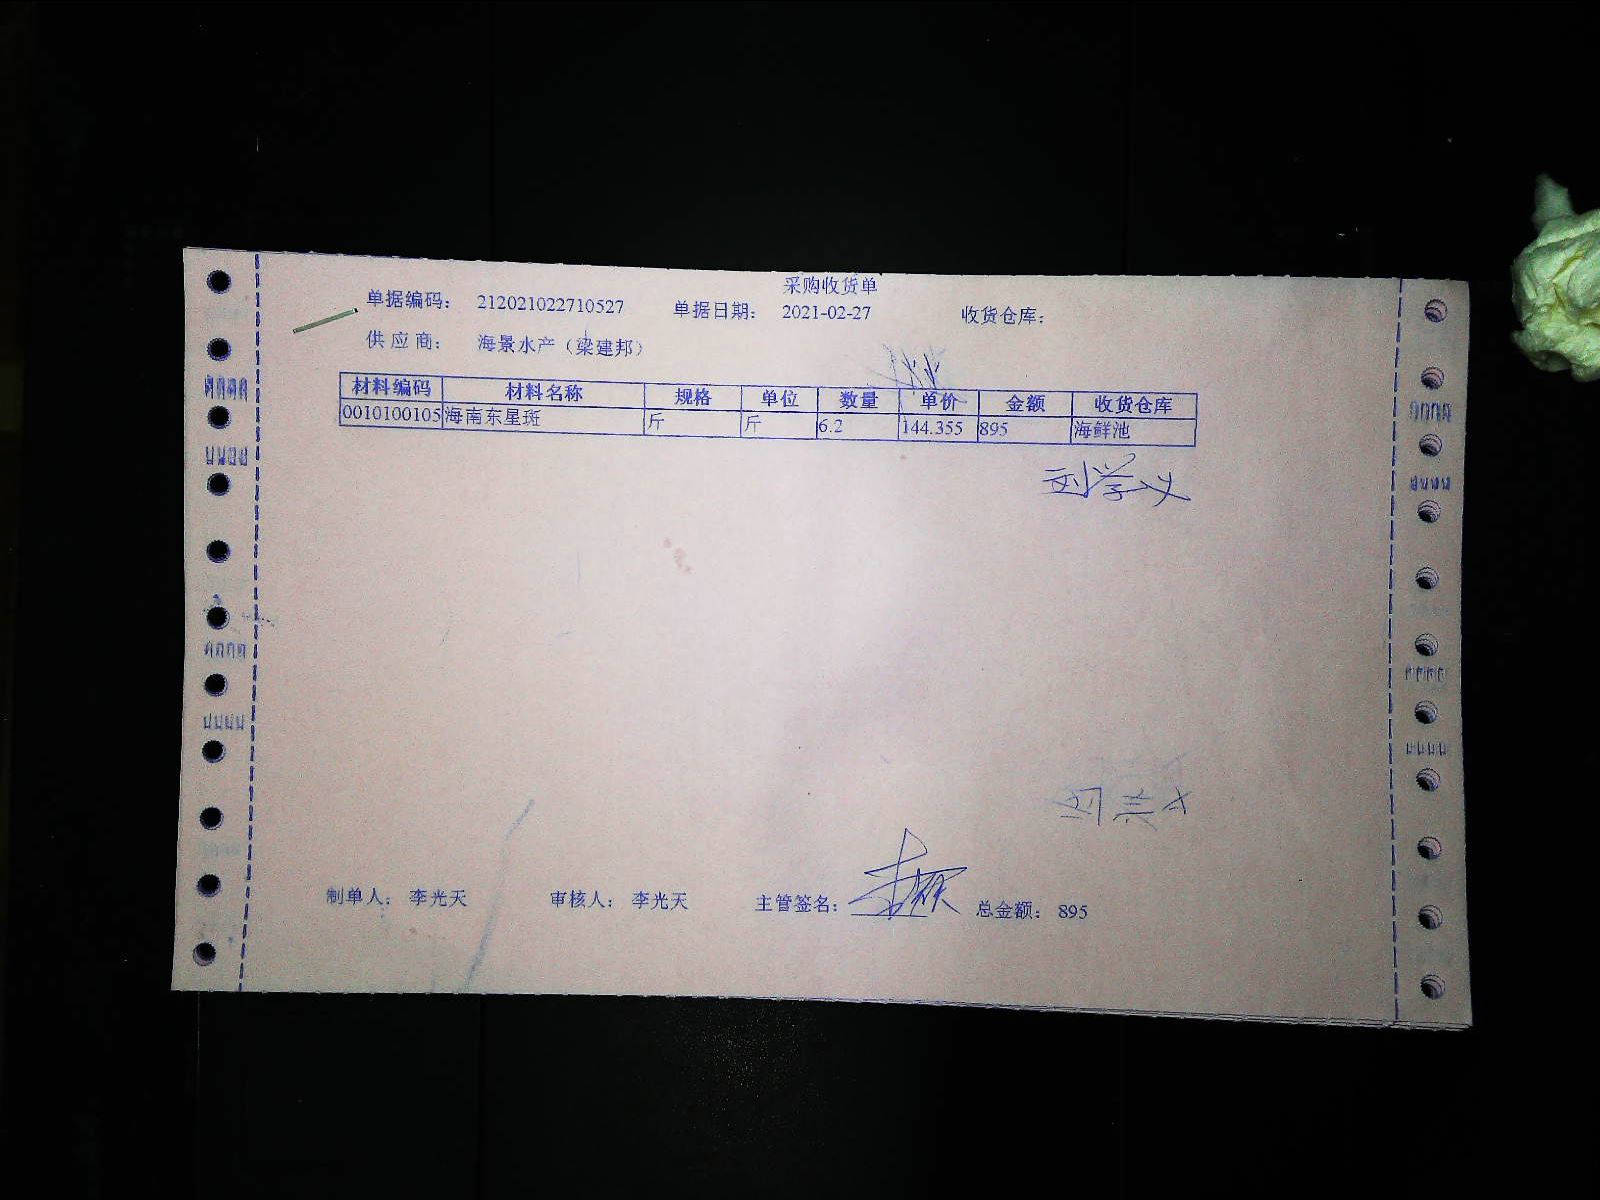 采购收货单
单据编码: 212021022710527 单据日期: 2021-02-27 收货仓库:
供应商: 海景水产（梁建邦）
材料编码 材料名称 规格 单位 数量 单价 金额 收货仓库
0010100105 海南东星斑 斤 斤 6.2 144.355 895 海鲜池
刘学义
制单人: 李光天 审核人: 李光天 主管签名: 总金额: 895